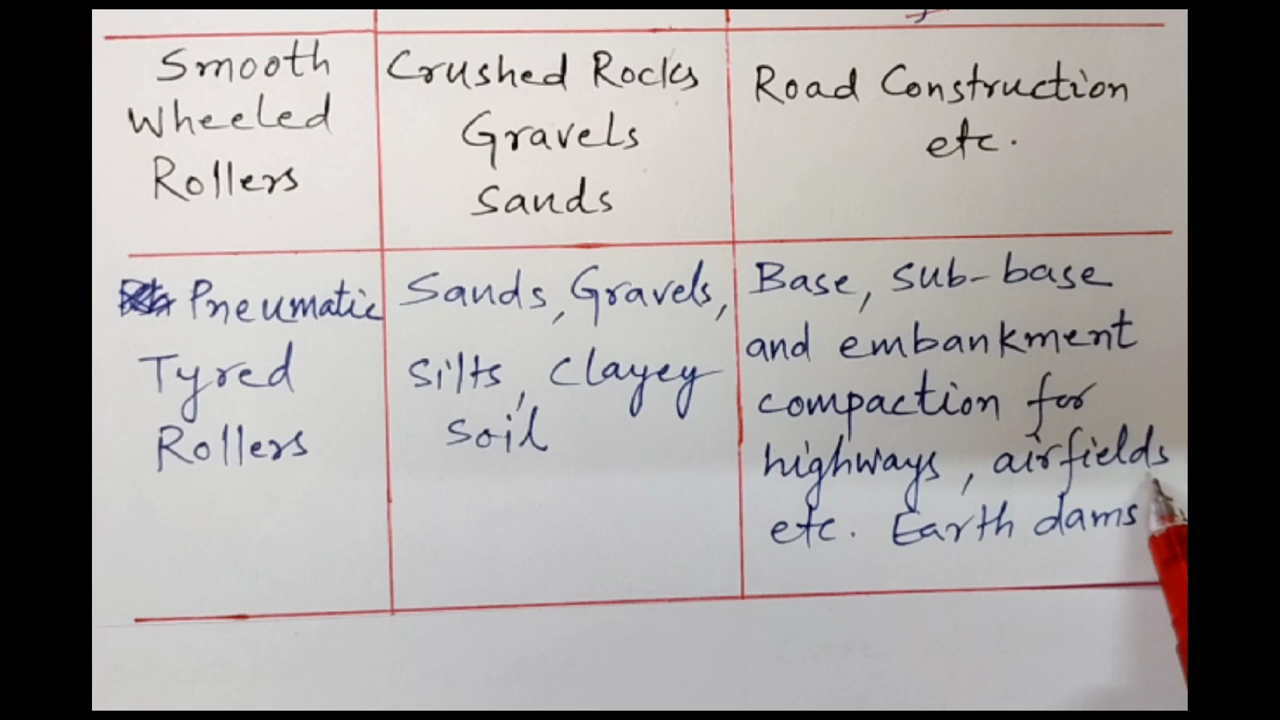 Smooth
Wheeled
Rollers
Crushed Rocks
Gravels
Sands
Road Construction
etc.
Pneumatic
Tyred
Rollers
Sands, Gravels,
Silts, Clayey
Soil
Base, sub-base
and embankment
compaction for
highways, airfields
etc. Earth dams